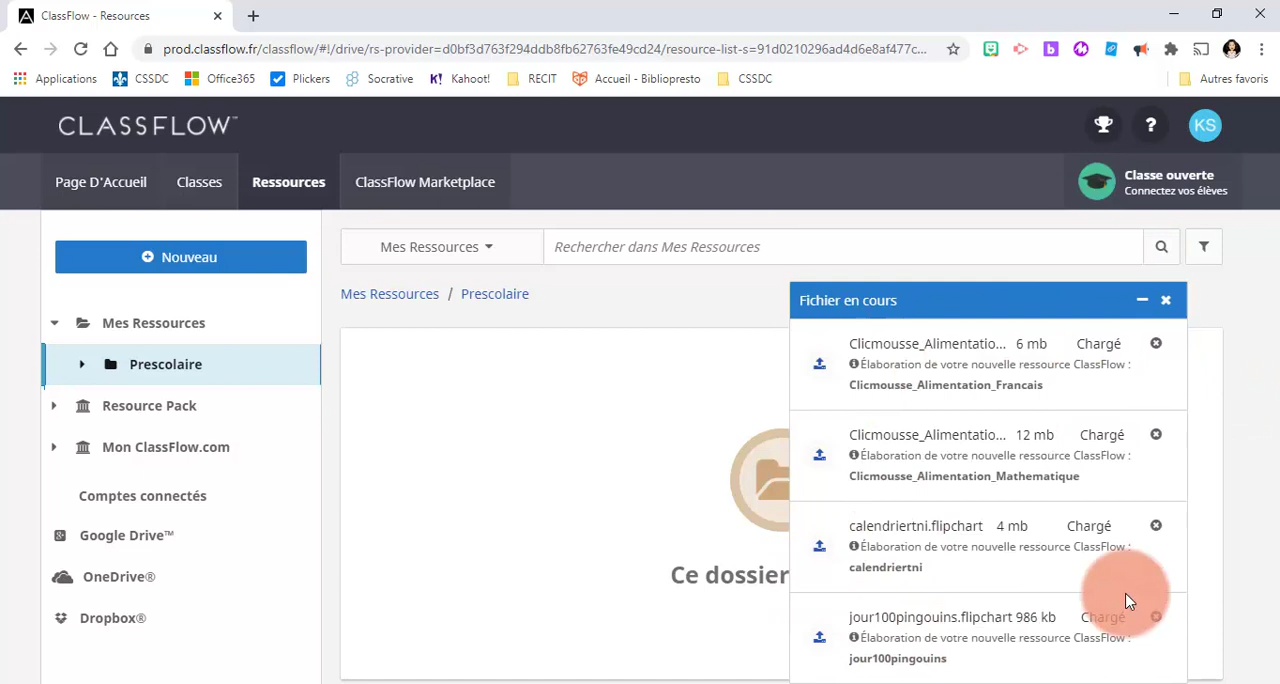 ClassFlow - Resources
prod.classflow.fr/classflow/#!/drive/rs-provider=d0bf3d763f294ddb8fb62763fe49cd24/resource-list-s=91d0210296ad4d6e8af477c...
Applications CSSDC Office365 Plickers Socrative K! Kahoot! RECIT Accueil - Bibliopresto CSSDC Autres favoris
CLASSFLOW
? KS
Page D'Accueil Classes Ressources ClassFlow Marketplace
Classe ouverte
Connectez vos élèves
Nouveau
Mes Ressources
Prescolaire
Resource Pack
Mon ClassFlow.com
Comptes connectés
Google Drive™
OneDrive®
Dropbox®
Mes Ressources Rechercher dans Mes Ressources
Mes Ressources / Prescolaire
Ce dossier
Fichier en cours
Clicmousse_Alimentatio... 6 mb Chargé
Élaboration de votre nouvelle ressource ClassFlow :
Clicmousse_Alimentation_Francais
Clicmousse_Alimentatio... 12 mb Chargé
Élaboration de votre nouvelle ressource ClassFlow :
Clicmousse_Alimentation_Mathematique
calendriertni.flipchart 4 mb Chargé
Élaboration de votre nouvelle ressource ClassFlow :
calendriertni
jour100pingouins.flipchart 986 kb Chargé
Élaboration de votre nouvelle ressource ClassFlow :
jour100pingouins